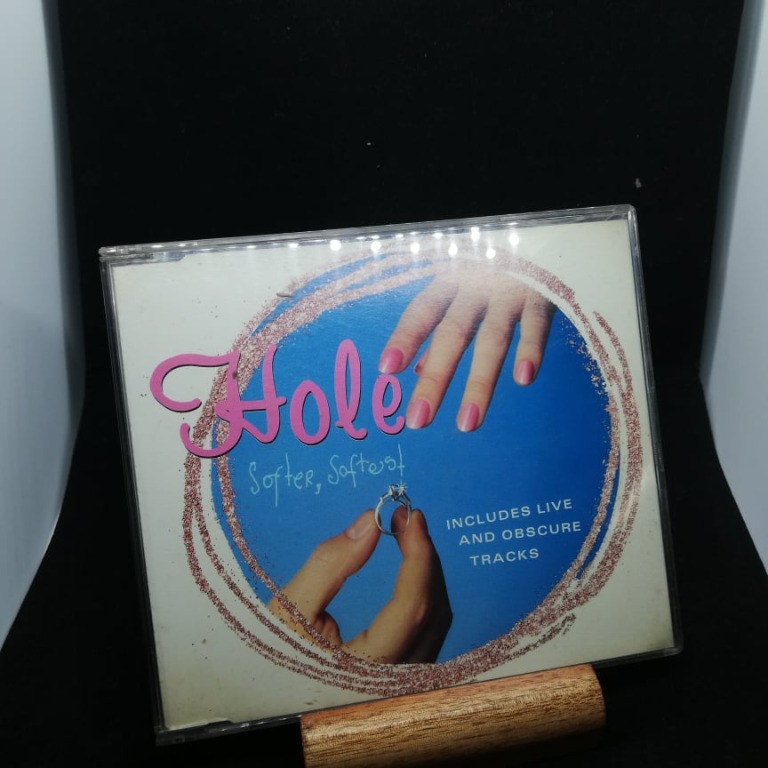 Hole
Softer, Softest
INCLUDES LIVE
AND OBSCURE
TRACKS